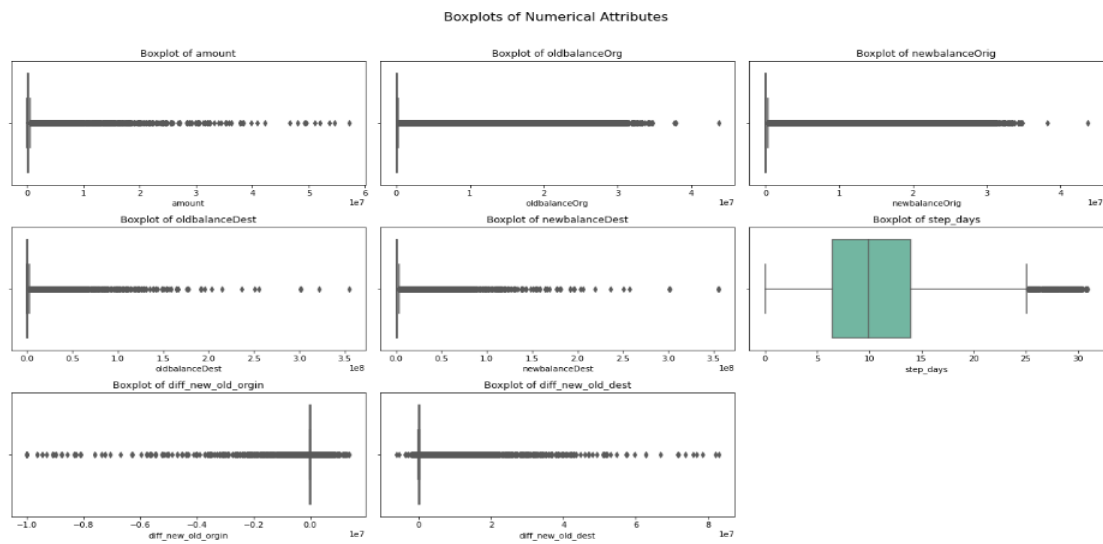 Boxplots of Numerical Attributes
Boxplot of amount
0 1 2 3 4 5 6
1e7
amount
Boxplot of oldbalanceOrg
0 1 2 3 4
1e7
oldbalanceOrg
Boxplot of newbalanceOrig
0 1 2 3 4
1e7
newbalanceOrig
Boxplot of oldbalanceDest
0.0 0.5 1.0 1.5 2.0 2.5 3.0 3.5
1e8
oldbalanceDest
Boxplot of newbalanceDest
0.0 0.5 1.0 1.5 2.0 2.5 3.0 3.5
1e8
newbalanceDest
Boxplot of step_days
0 5 10 15 20 25 30
step_days
Boxplot of diff_new_old_orgin
−1.0 −0.8 −0.6 −0.4 −0.2 0.0
1e7
diff_new_old_orgin
Boxplot of diff_new_old_dest
0 2 4 6 8
1e7
diff_new_old_dest